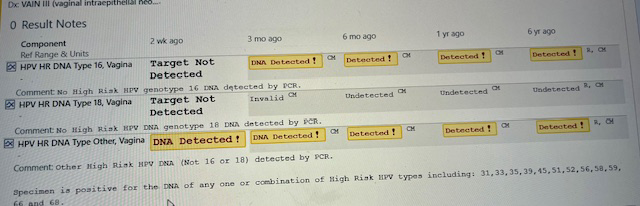 Dx: VAIN III (vaginal intraepithelial neo....
0 Result Notes
Component 2 wk ago 3 mo ago 6 mo ago 1 yr ago 6 yr ago
Ref Range & Units
HPV HR DNA Type 16, Vagina Target Not Detected DNA Detected ! CM Detected ! CM Detected ! CM Detected ! R, CM
Comment: No High Risk HPV genotype 16 DNA detected by PCR.
HPV HR DNA Type 18, Vagina Target Not Detected Invalid CM Undetected CM Undetected CM Undetected R, CM
Comment: No High Risk HPV DNA genotype 18 DNA detected by PCR.
HPV HR DNA Type Other, Vagina DNA Detected ! DNA Detected ! CM Detected ! CM Detected ! CM Detected ! R, CM
Comment: Other High Risk HPV DNA (Not 16 or 18) detected by PCR.
Specimen is positive for the DNA of any one or combination of High Risk HPV types including: 31,33,35,39,45,51,52,56,58,59,
66 and 68.